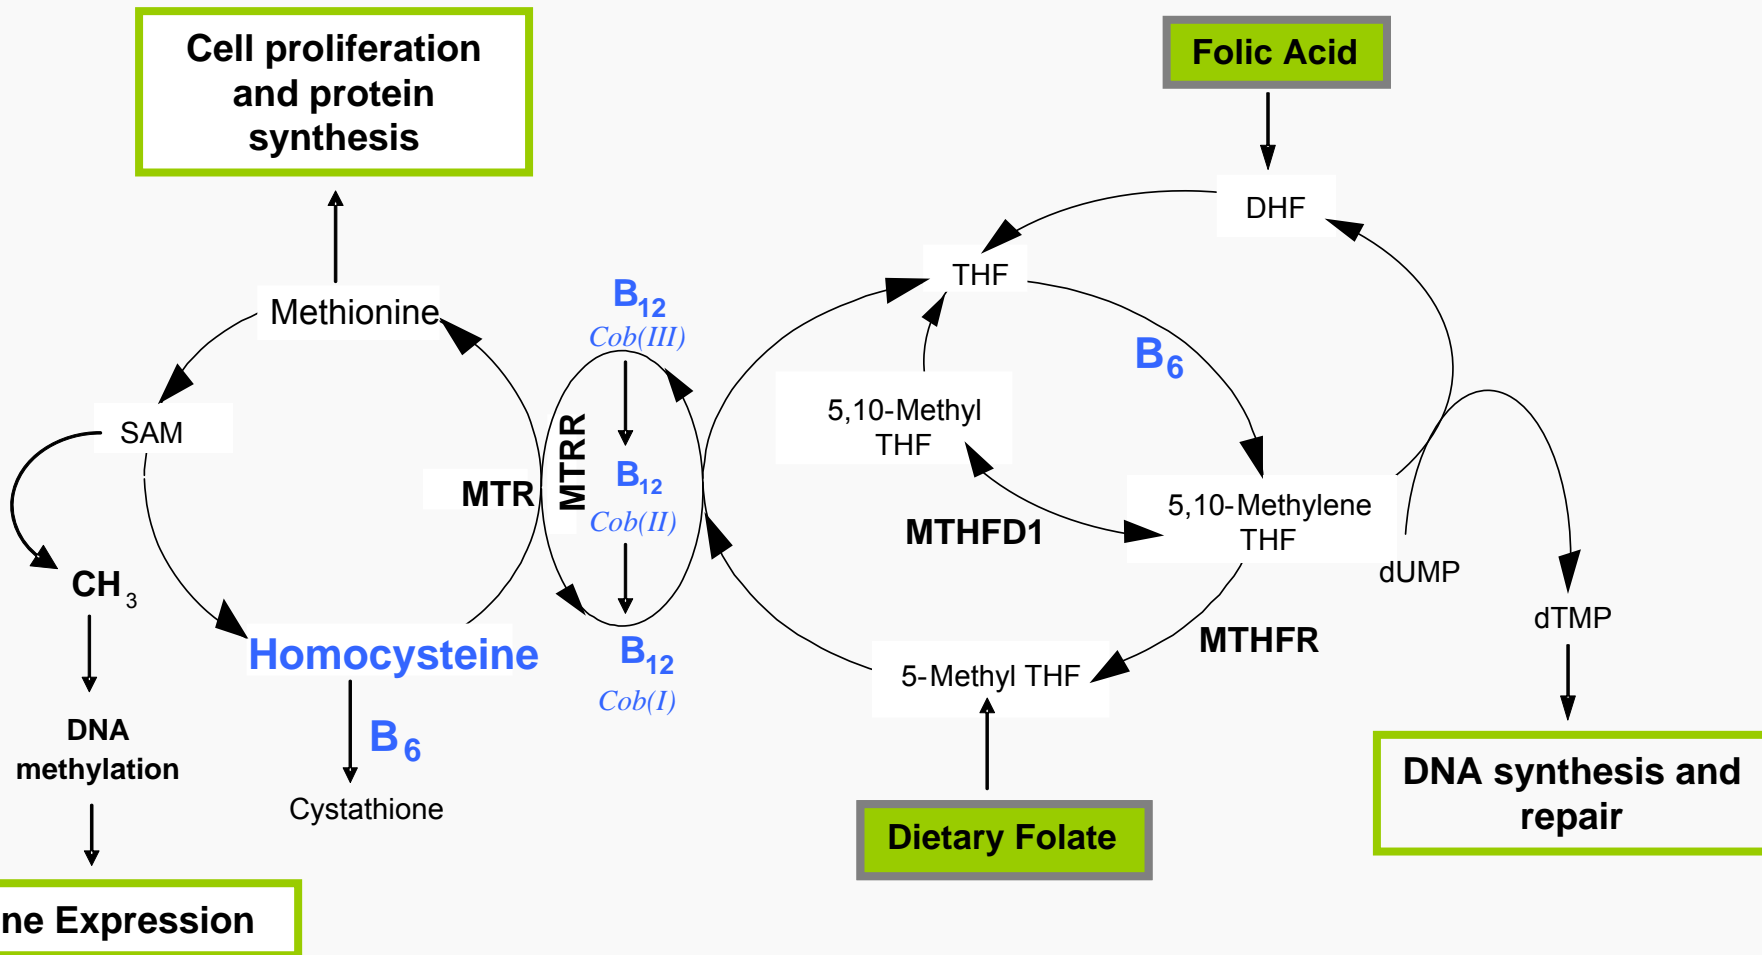 Cell proliferation
and protein
synthesis
Folic Acid
DHF
THF
Methionine
B12
Cob(III)
B6
5,10-Methyl
THF
SAM
MTR
MTRR
B12
Cob(II)
5,10-Methylene
THF
MTHFD1
dUMP
CH3
dTMP
MTHFR
Homocysteine
B12
Cob(I)
5-Methyl THF
B6
DNA
methylation
Cystathione
Dietary Folate
DNA synthesis and
repair
ne Expression